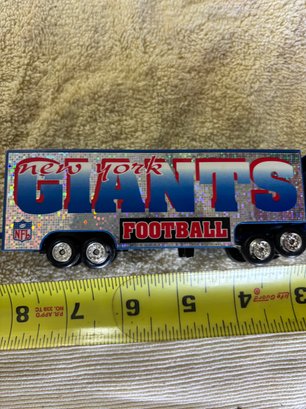 new york
GIANTS
NFL
FOOTBALL
8 7 6 5 4 3